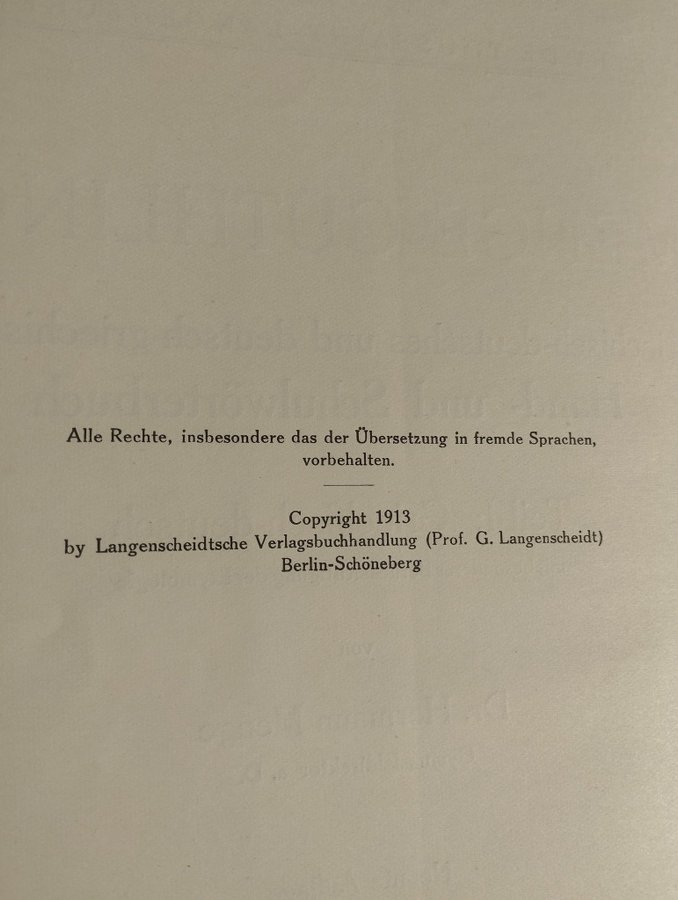 Alle Rechte, insbesondere das der Übersetzung in fremde Sprachen,
vorbehalten.
Copyright 1913
by Langenscheidtsche Verlagsbuchhandlung (Prof. G. Langenscheidt)
Berlin-Schöneberg